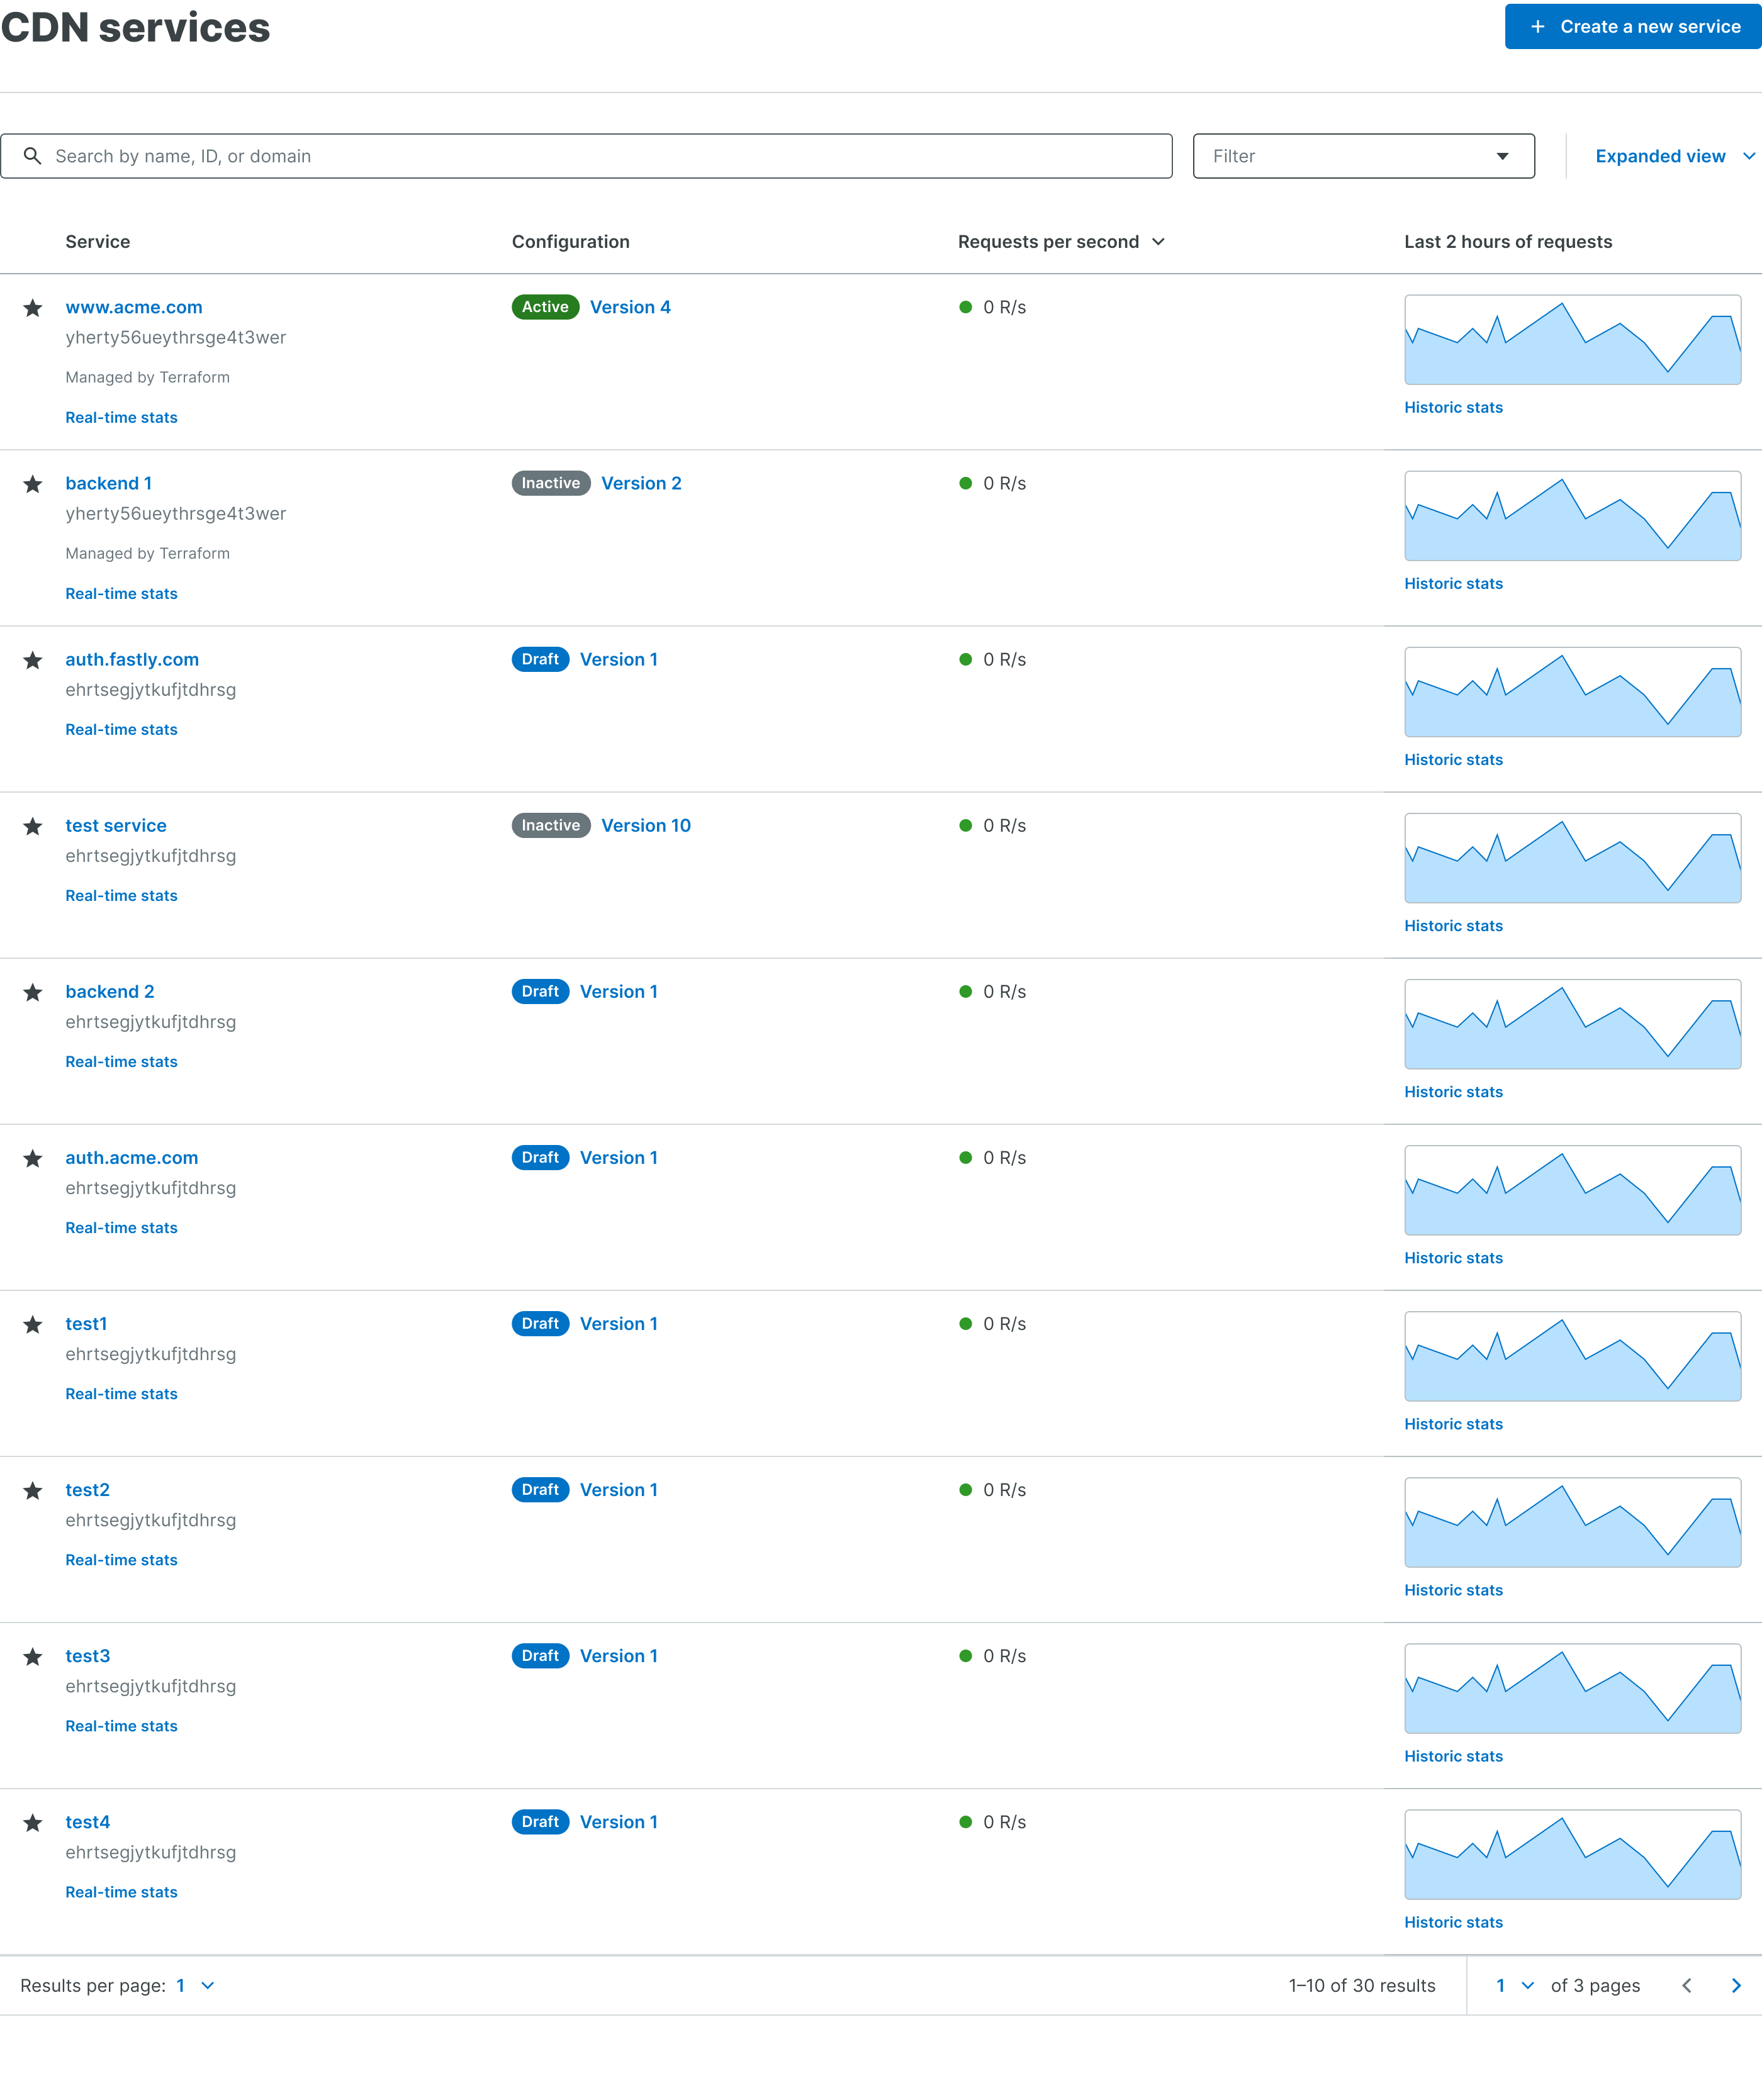 CDN services
Create a new service
Search by name, ID, or domain
Filter
Expanded view
Service Configuration Requests per second Last 2 hours of requests
www.acme.com Active Version 4 0 R/s
yherty56ueythrsge4t3wer
Managed by Terraform
Historic stats
Real-time stats
backend 1 Inactive Version 2 0 R/s
yherty56ueythrsge4t3wer
Managed by Terraform
Historic stats
Real-time stats
auth.fastly.com Draft Version 1 0 R/s
ehrtsegjytkufjtdhrsg
Real-time stats
Historic stats
test service Inactive Version 10 0 R/s
ehrtsegjytkufjtdhrsg
Real-time stats
Historic stats
backend 2 Draft Version 1 0 R/s
ehrtsegjytkufjtdhrsg
Real-time stats
Historic stats
auth.acme.com Draft Version 1 0 R/s
ehrtsegjytkufjtdhrsg
Real-time stats
Historic stats
test1 Draft Version 1 0 R/s
ehrtsegjytkufjtdhrsg
Real-time stats
Historic stats
test2 Draft Version 1 0 R/s
ehrtsegjytkufjtdhrsg
Real-time stats
Historic stats
test3 Draft Version 1 0 R/s
ehrtsegjytkufjtdhrsg
Real-time stats
Historic stats
test4 Draft Version 1 0 R/s
ehrtsegjytkufjtdhrsg
Real-time stats
Historic stats
Results per page: 1 1–10 of 30 results 1 of 3 pages